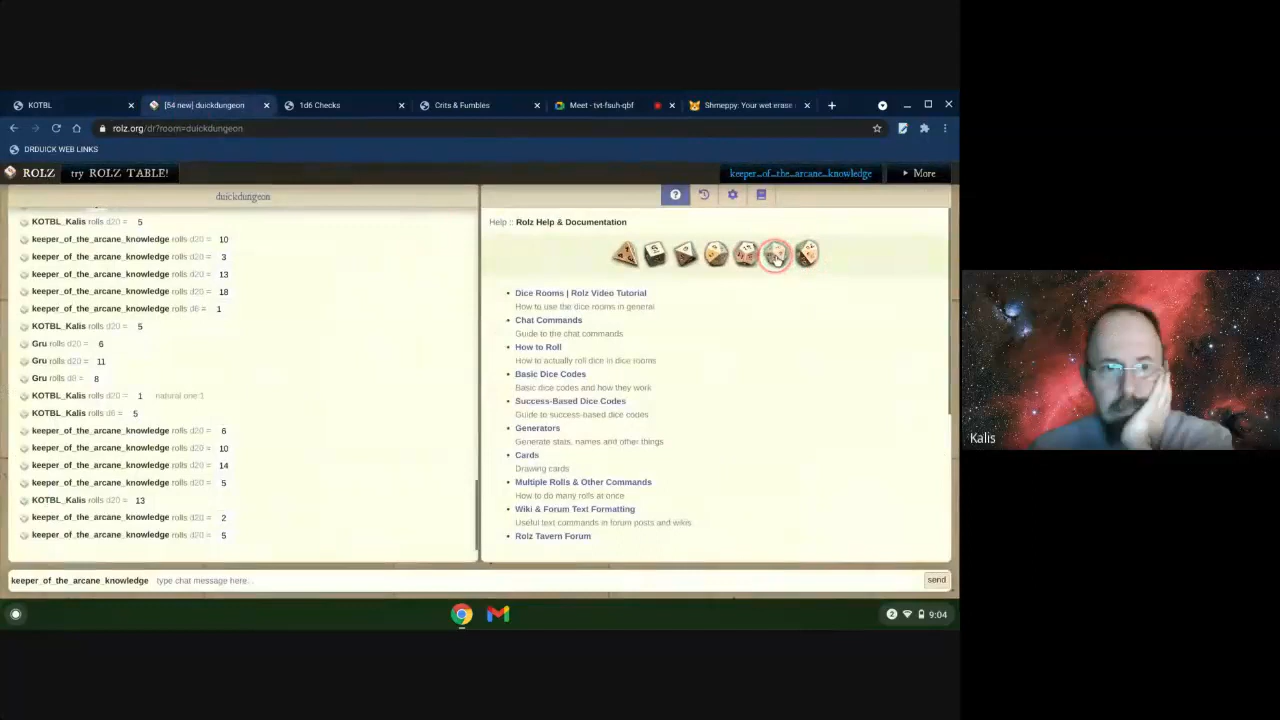 KOTBL
[54 new] duickdungeon
1d6 Checks
Crits & Fumbles
Meet - tvt-fsuh-qbf
Shmeppy: Your wet erase
rolz.org/dr?room=duickdungeon
DRDUICK WEB LINKS
ROLZ try ROLZ TABLE!
keeper_of_the_arcane_knowledge
More
duickdungeon
KOTBL_Kalis rolls d20 = 5
keeper_of_the_arcane_knowledge rolls d20 = 10
keeper_of_the_arcane_knowledge rolls d20 = 3
keeper_of_the_arcane_knowledge rolls d20 = 13
keeper_of_the_arcane_knowledge rolls d20 = 18
keeper_of_the_arcane_knowledge rolls d6 = 1
KOTBL_Kalis rolls d20 = 5
Gru rolls d20 = 6
Gru rolls d20 = 11
Gru rolls d8 = 8
KOTBL_Kalis rolls d20 = 1 natural one:1
KOTBL_Kalis rolls d6 = 5
keeper_of_the_arcane_knowledge rolls d20 = 6
keeper_of_the_arcane_knowledge rolls d20 = 10
keeper_of_the_arcane_knowledge rolls d20 = 14
keeper_of_the_arcane_knowledge rolls d20 = 5
KOTBL_Kalis rolls d20 = 13
keeper_of_the_arcane_knowledge rolls d20 = 2
keeper_of_the_arcane_knowledge rolls d20 = 5
Help :: Rolz Help & Documentation
Dice Rooms | Rolz Video Tutorial
How to use the dice rooms in general
Chat Commands
Guide to the chat commands
How to Roll
How to actually roll dice in dice rooms
Basic Dice Codes
Basic dice codes and how they work
Success-Based Dice Codes
Guide to success-based dice codes
Generators
Generate stats, names and other things
Cards
Drawing cards
Multiple Rolls & Other Commands
How to do many rolls at once
Wiki & Forum Text Formatting
Useful text commands in forum posts and wikis
Rolz Tavern Forum
keeper_of_the_arcane_knowledge type chat message here. .
send
2 9:04
Kalis